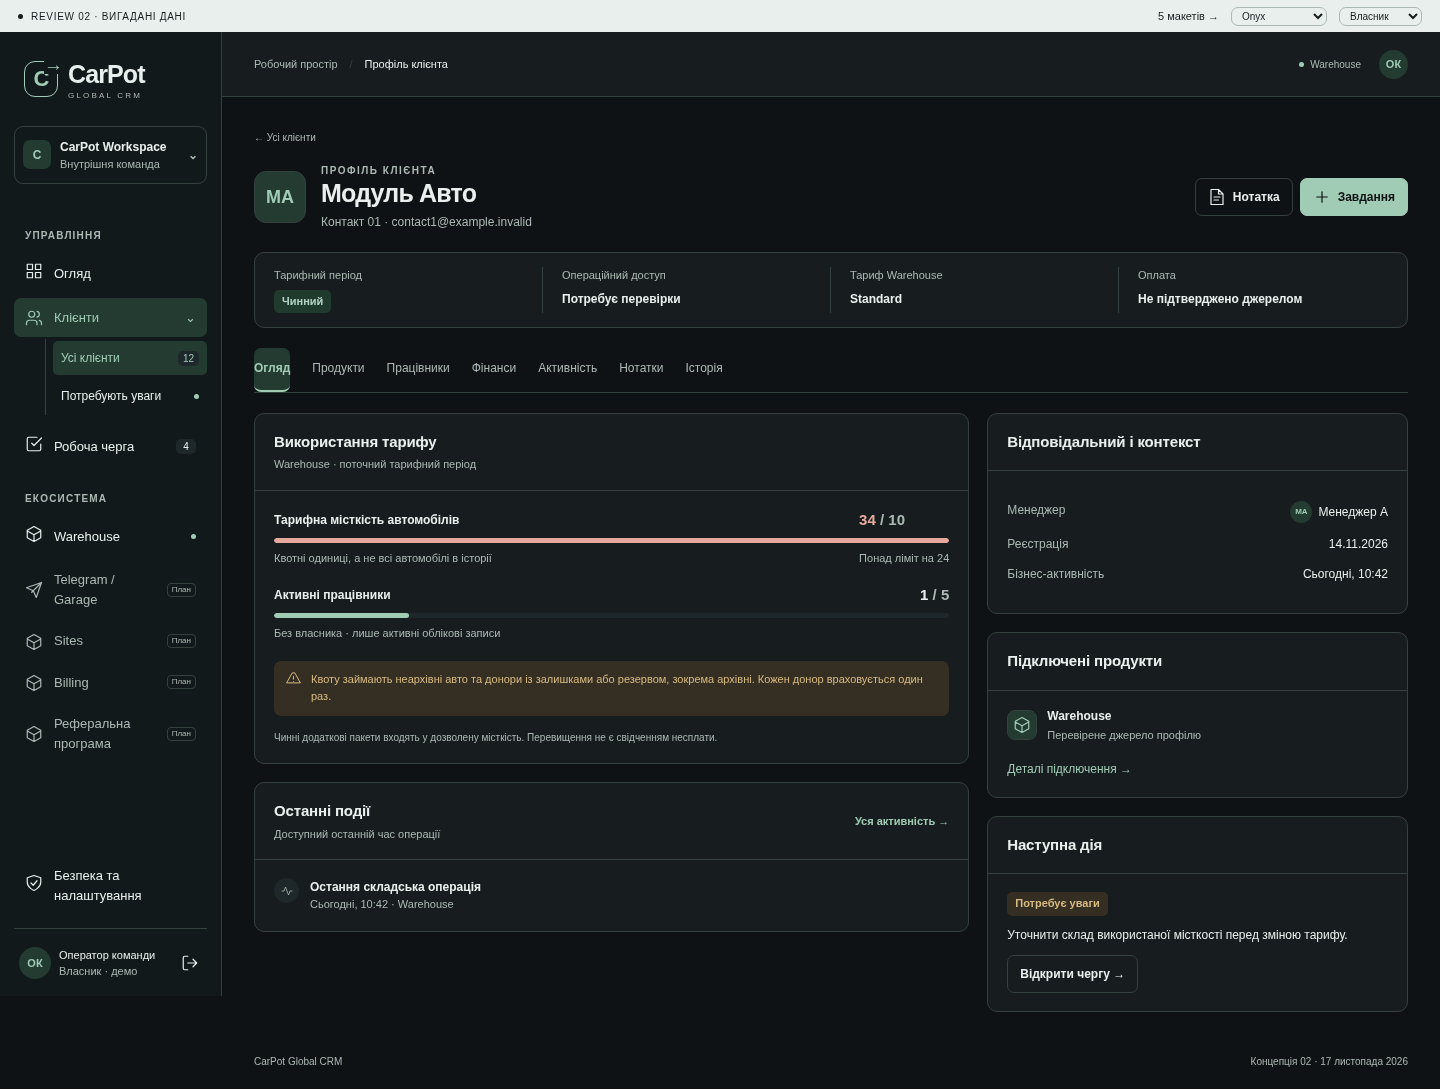 REVIEW 02 · ВИГАДАНІ ДАНІ
5 макетів →
Onyx
Власник
C
CarPot
GLOBAL CRM
C
CarPot Workspace
Внутрішня команда
УПРАВЛІННЯ
Огляд
Клієнти
Усі клієнти
12
Потребують уваги
Робоча черга
4
ЕКОСИСТЕМА
Warehouse
Telegram /
Garage
План
Sites
План
Billing
План
Реферальна
програма
План
Безпека та
налаштування
ОК
Оператор команди
Власник · демо
Робочий простір / Профіль клієнта
Warehouse
ОК
← Усі клієнти
МА
ПРОФІЛЬ КЛІЄНТА
Модуль Авто
Контакт 01 · contact1@example.invalid
Нотатка
Завдання
Тарифний період
Чинний
Операційний доступ
Потребує перевірки
Тариф Warehouse
Standard
Оплата
Не підтверджено джерелом
Огляд
Продукти
Працівники
Фінанси
Активність
Нотатки
Історія
Використання тарифу
Warehouse · поточний тарифний період
Тарифна місткість автомобілів
34 / 10
Квотні одиниці, а не всі автомобілі в історії
Понад ліміт на 24
Активні працівники
1 / 5
Без власника · лише активні облікові записи
Квоту займають неархівні авто та донори із залишками або резервом, зокрема архівні. Кожен донор враховується один
раз.
Чинні додаткові пакети входять у дозволену місткість. Перевищення не є свідченням несплати.
Останні події
Доступний останній час операції
Уся активність →
Остання складська операція
Сьогодні, 10:42 · Warehouse
Відповідальний і контекст
Менеджер
МА
Менеджер А
Реєстрація
14.11.2026
Бізнес-активність
Сьогодні, 10:42
Підключені продукти
Warehouse
Перевірене джерело профілю
Деталі підключення →
Наступна дія
Потребує уваги
Уточнити склад використаної місткості перед зміною тарифу.
Відкрити чергу →
CarPot Global CRM
Концепція 02 · 17 листопада 2026